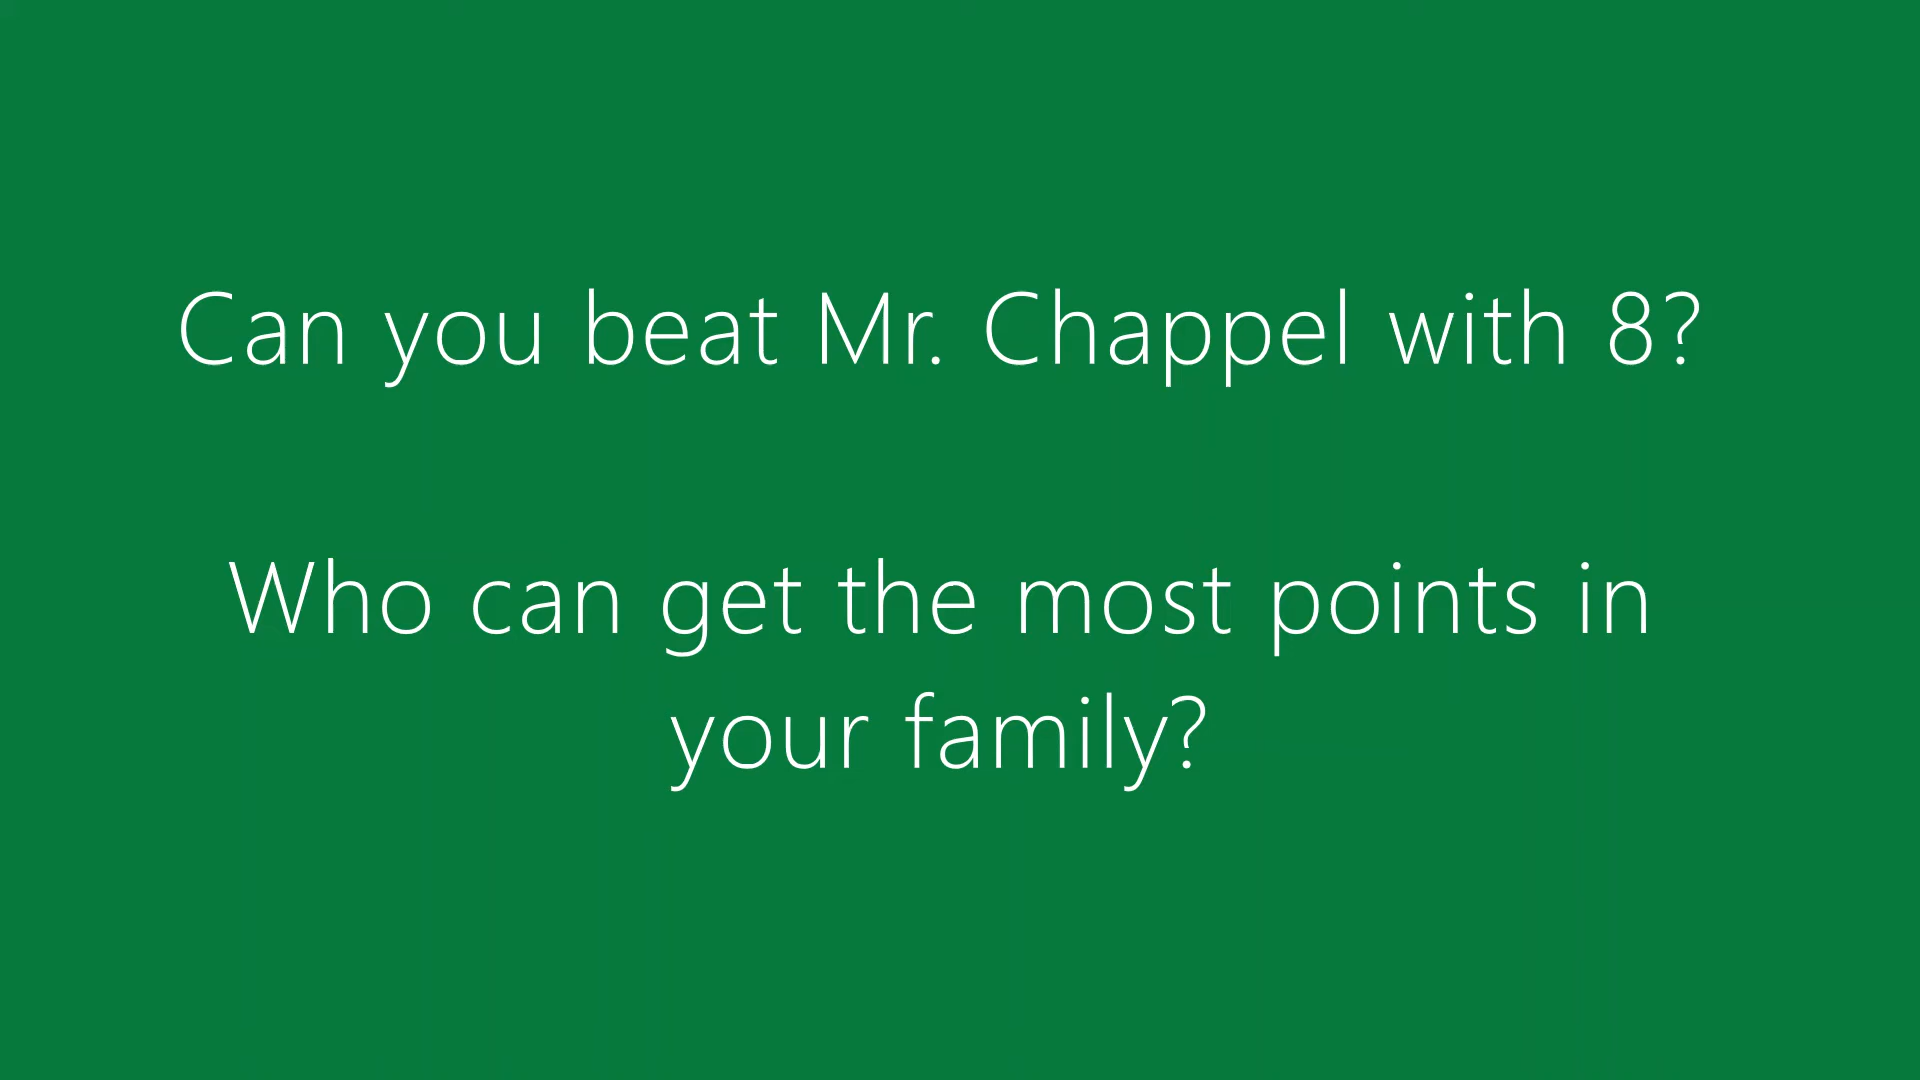 Can you beat Mr. Chappel with 8?
Who can get the most points in
your family?